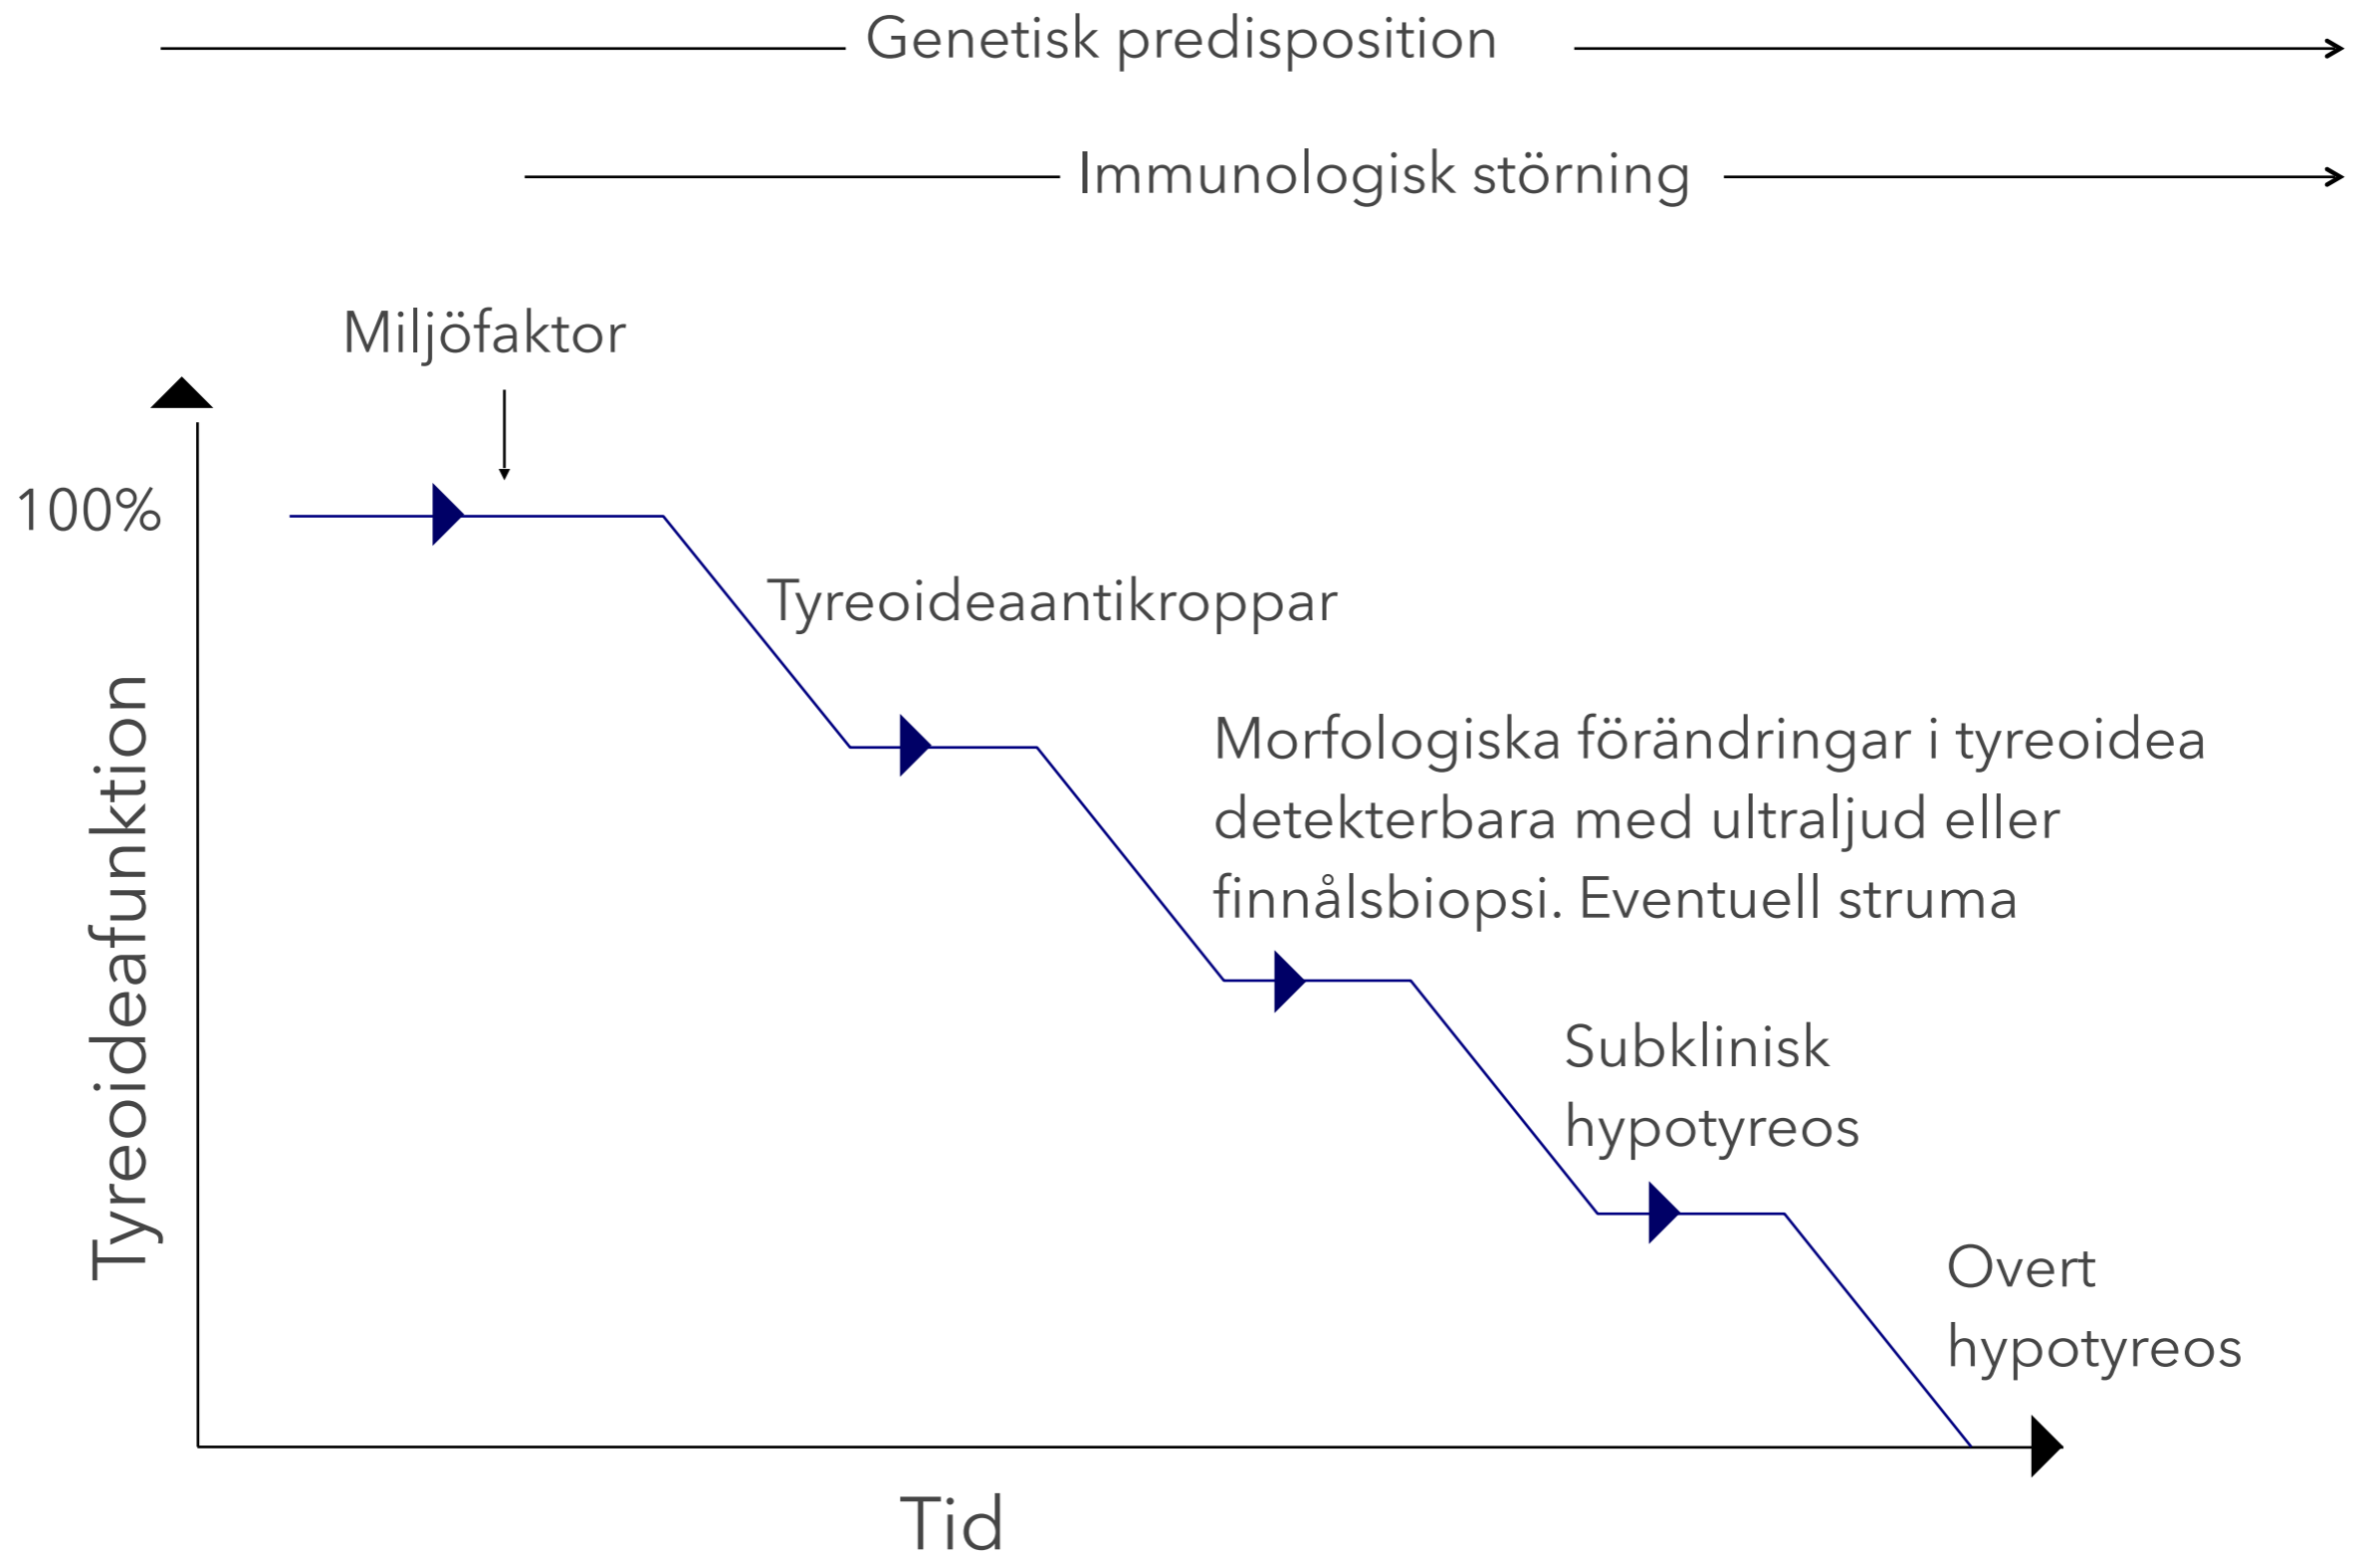 Genetisk predisposition
Immunologisk störning
Miljöfaktor
100%
Tyreoideaantikroppar
Morfologiska förändringar i tyreoidea
detekterbara med ultraljud eller
finnålsbiopsi. Eventuell struma
Tyreoideafunktion
Subklinisk
hypotyreos
Overt
hypotyreos
Tid